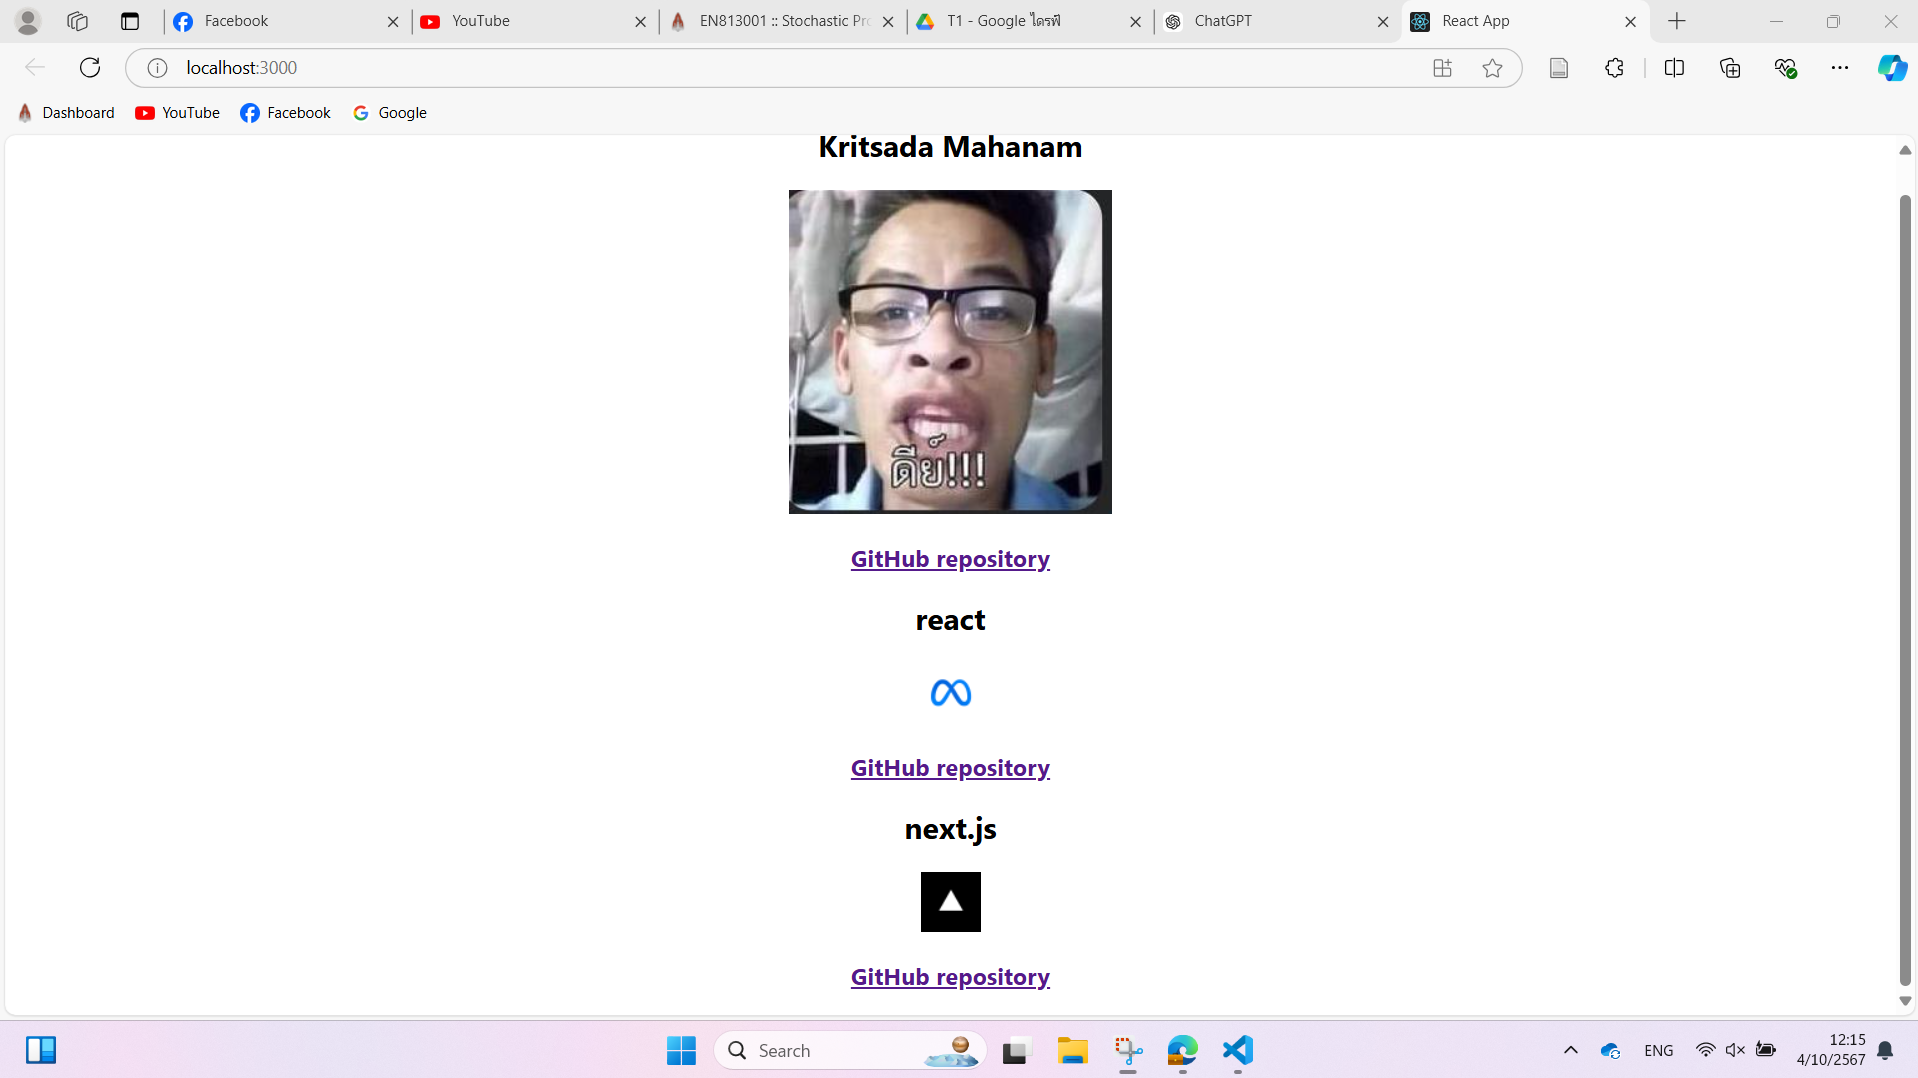 Facebook
YouTube
EN813001 :: Stochastic Pro
T1 - Google ไดรฟ์
ChatGPT
React App
localhost:3000
Dashboard
YouTube
Facebook
Google
Kritsada Mahanam
ดีย์!!!
GitHub repository
react
GitHub repository
next.js
GitHub repository
Search
ENG
12:15
4/10/2567